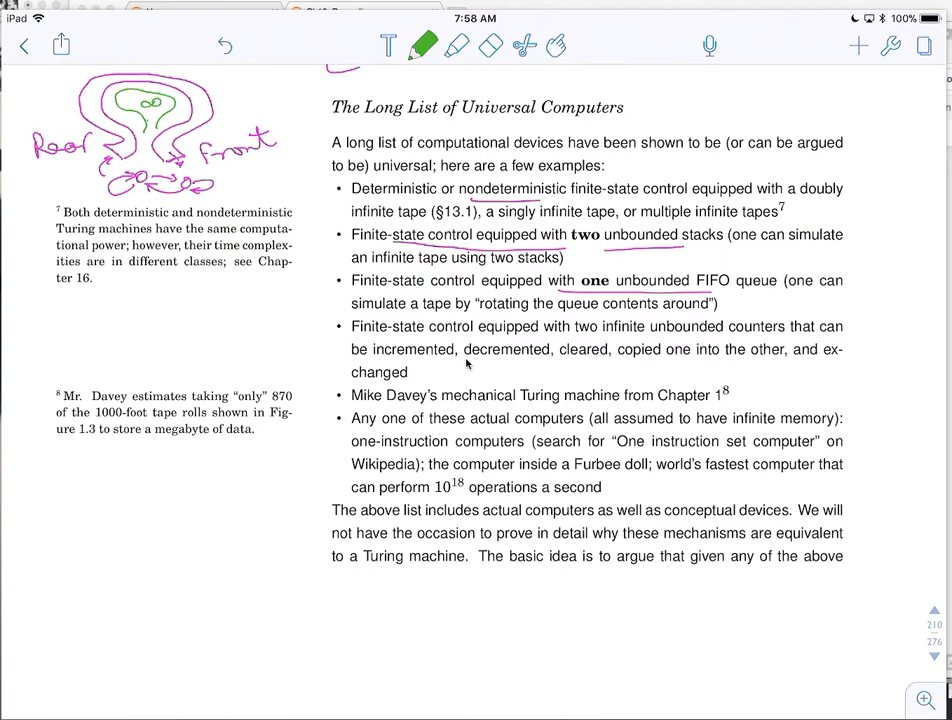 iPad
7:58 AM
100%
T
Rear
Front
∞
The Long List of Universal Computers
A long list of computational devices have been shown to be (or can be argued
to be) universal; here are a few examples:
• Deterministic or nondeterministic finite-state control equipped with a doubly
infinite tape (§13.1), a singly infinite tape, or multiple infinite tapes⁷
• Finite-state control equipped with two unbounded stacks (one can simulate
an infinite tape using two stacks)
• Finite-state control equipped with one unbounded FIFO queue (one can
simulate a tape by “rotating the queue contents around”)
• Finite-state control equipped with two infinite unbounded counters that can
be incremented, decremented, cleared, copied one into the other, and ex-
changed
• Mike Davey’s mechanical Turing machine from Chapter 1⁸
• Any one of these actual computers (all assumed to have infinite memory):
one-instruction computers (search for “One instruction set computer” on
Wikipedia); the computer inside a Furbee doll; world’s fastest computer that
can perform 10¹⁸ operations a second
The above list includes actual computers as well as conceptual devices. We will
not have the occasion to prove in detail why these mechanisms are equivalent
to a Turing machine. The basic idea is to argue that given any of the above
⁷ Both deterministic and nondeterministic
Turing machines have the same computa-
tional power; however, their time complex-
ities are in different classes; see Chap-
ter 16.
⁸ Mr. Davey estimates taking “only” 870
of the 1000-foot tape rolls shown in Fig-
ure 1.3 to store a megabyte of data.
210
276